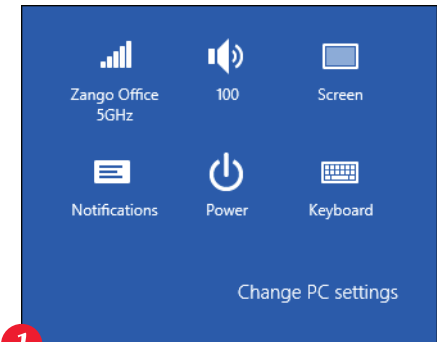 Zango Office
5GHz
100
Screen
Notifications
Power
Keyboard
Change PC settings
1